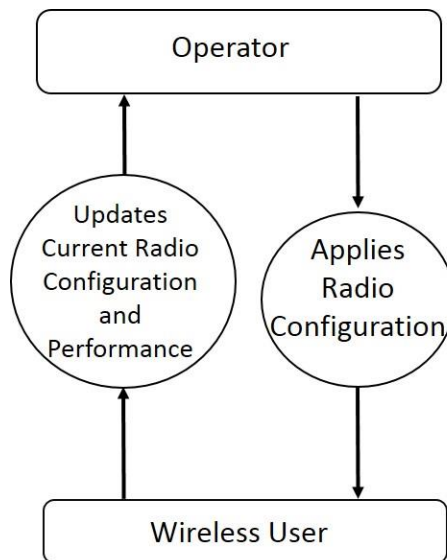 Operator
Updates
Current Radio
Configuration
and
Performance
Applies
Radio
Configuration
Wireless User